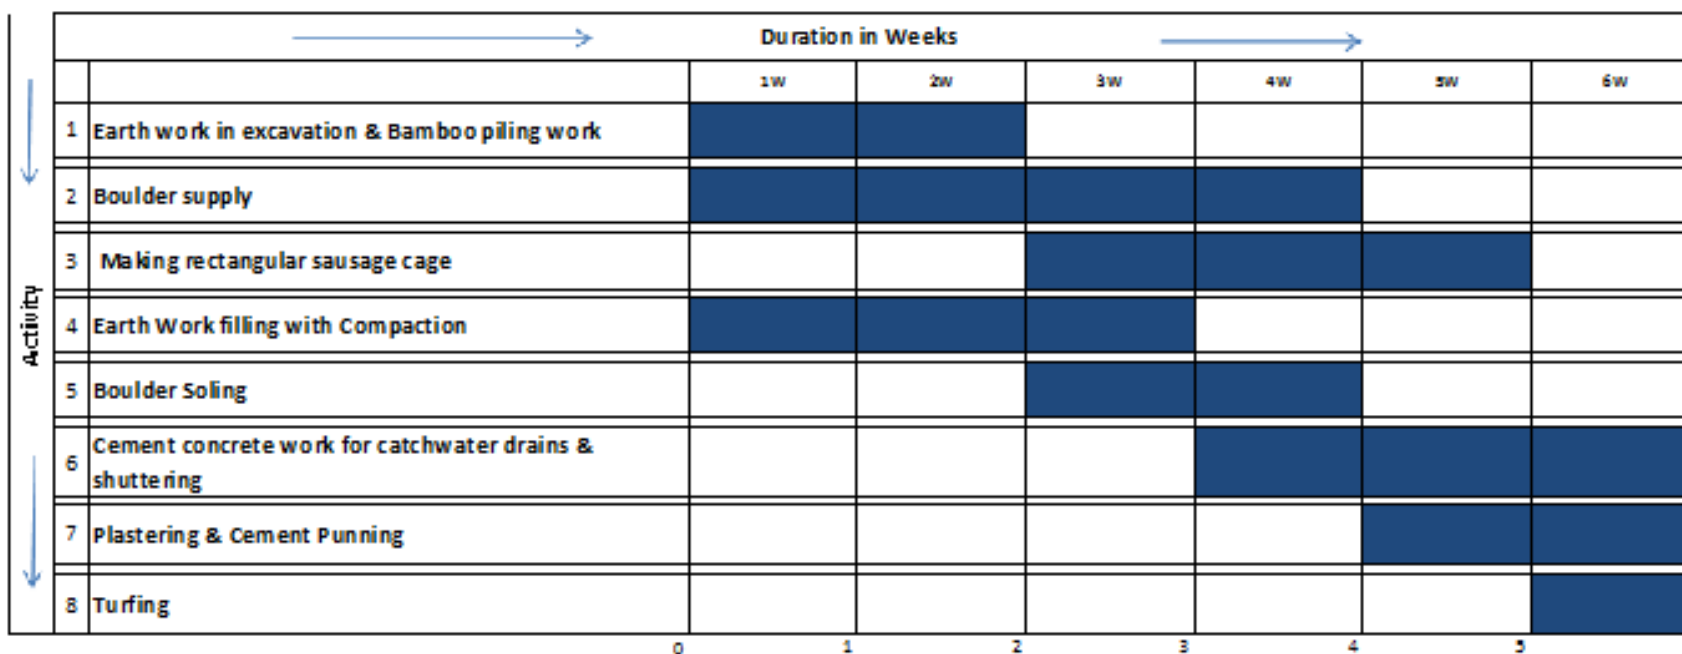 Duration in Weeks
1W 2W 3W 4W 5W 6W
Activity
1 Earth work in excavation & Bamboo piling work
2 Boulder supply
3 Making rectangular sausage cage
4 Earth Work filling with Compaction
5 Boulder Soling
6 Cement concrete work for catchwater drains &
shuttering
7 Plastering & Cement Punning
8 Turfing
0 1 2 3 4 5